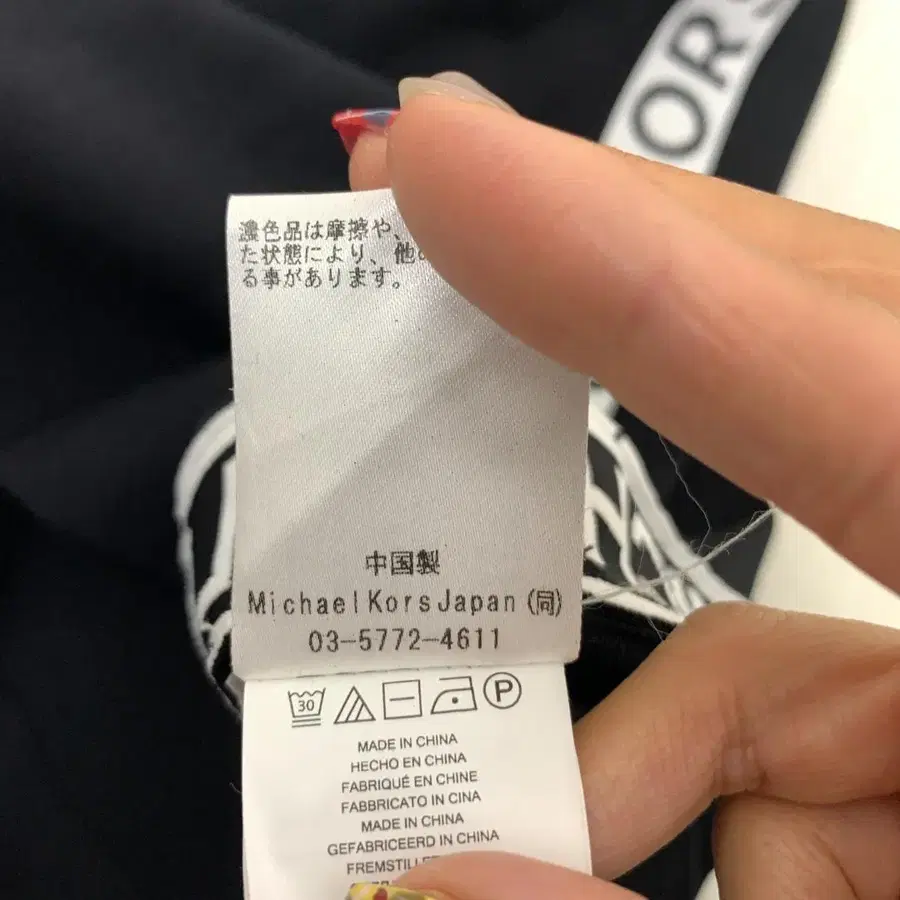 ORS
濃色品は摩擦や、
た状態により、他
る事があります。
中国製
MichaelKorsJapan(同)
03-5772-4611
30
P
MADE IN CHINA
HECHO EN CHINA
FABRIQUÉ EN CHINE
FABBRICATO IN CINA
MADE IN CHINA
GEFABRICEERD IN CHINA
FREMSTILLE